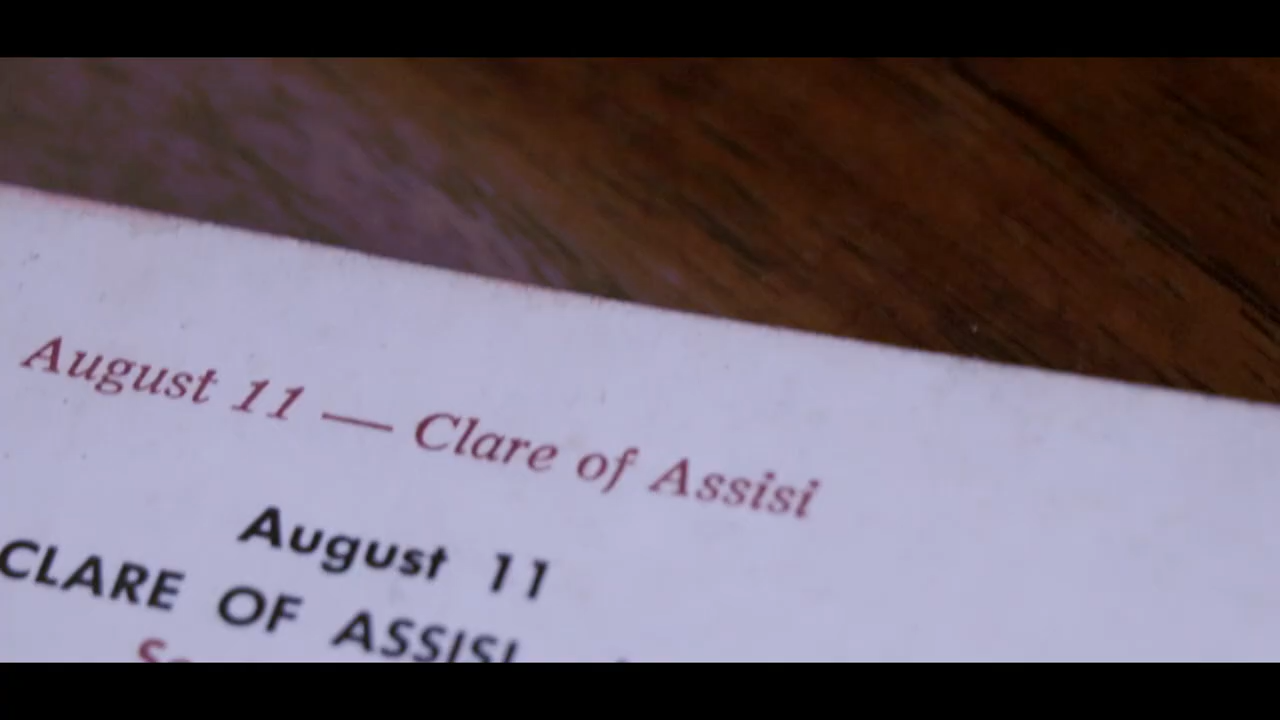 August 11 — Clare of Assisi
August 11
CLARE OF ASSISI